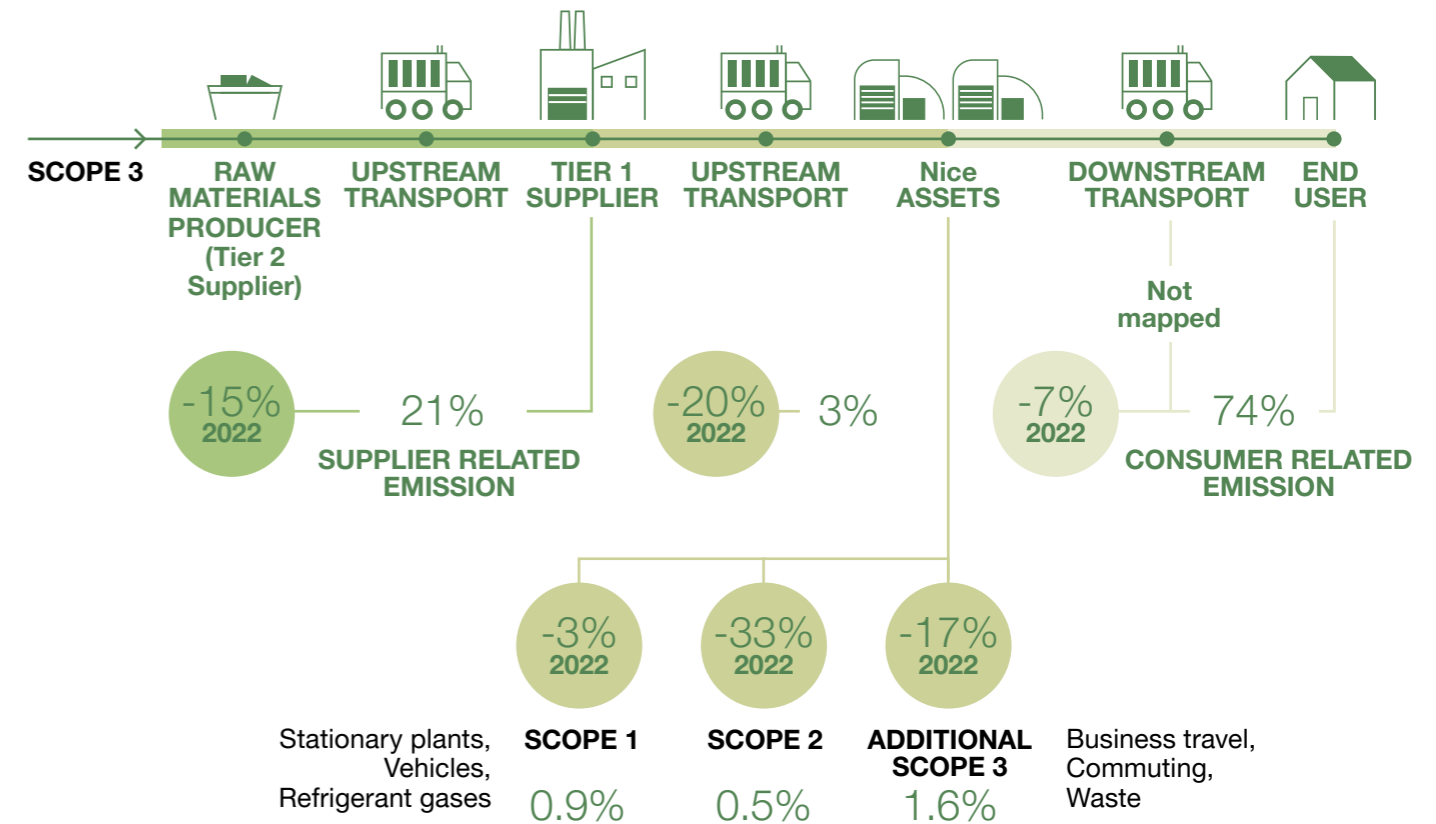 SCOPE 3
RAW
MATERIALS
PRODUCER
(Tier 2
Supplier)
UPSTREAM
TRANSPORT
TIER 1
SUPPLIER
UPSTREAM
TRANSPORT
Nice
ASSETS
DOWNSTREAM
TRANSPORT
END
USER
Not
mapped
-15%
2022
21%
SUPPLIER RELATED
EMISSION
-20%
2022
3%
-7%
2022
74%
CONSUMER RELATED
EMISSION
-3%
2022
-33%
2022
-17%
2022
Stationary plants,
Vehicles,
Refrigerant gases
SCOPE 1
0.9%
SCOPE 2
0.5%
ADDITIONAL
SCOPE 3
1.6%
Business travel,
Commuting,
Waste